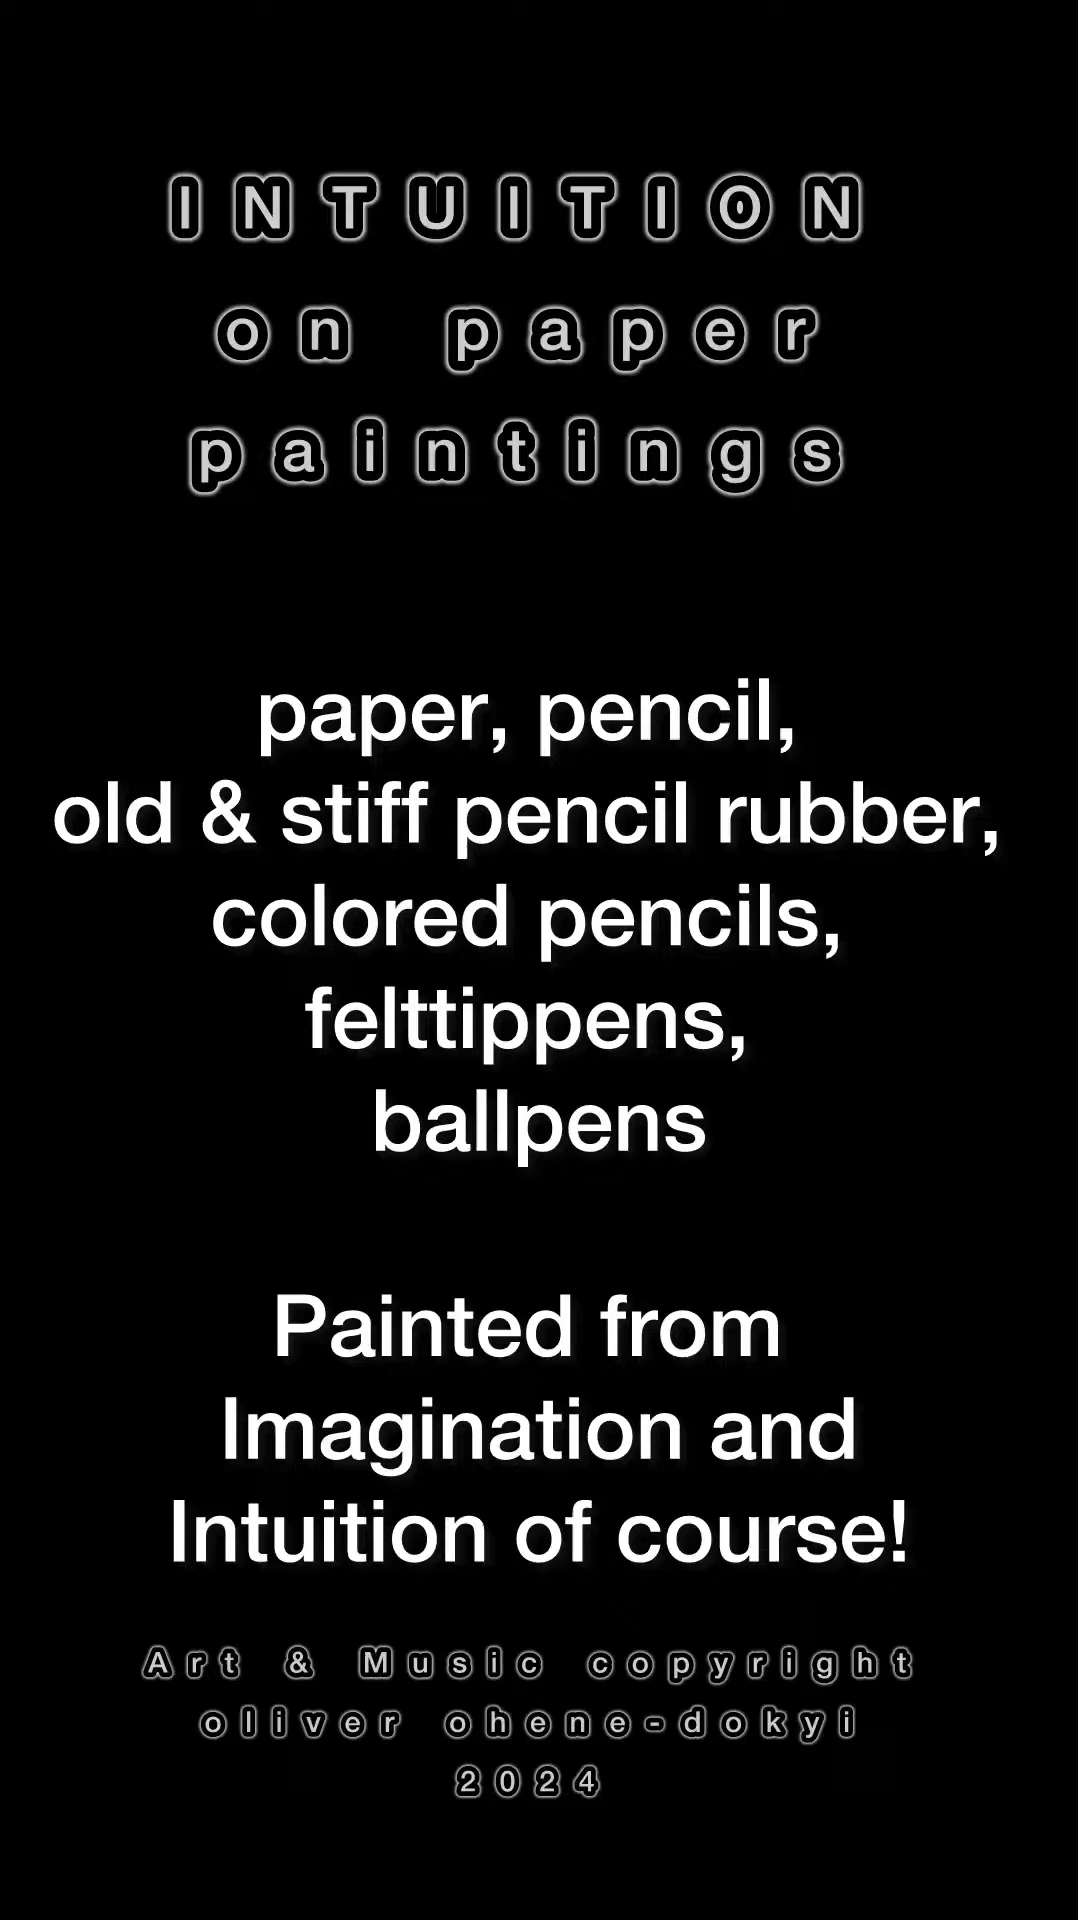 INTUITION
on paper
paintings
paper, pencil,
old & stiff pencil rubber,
colored pencils,
felttippens,
ballpens
Painted from
Imagination and
Intuition of course!
Art & Music copyright
oliver ohene-dokyi
2024